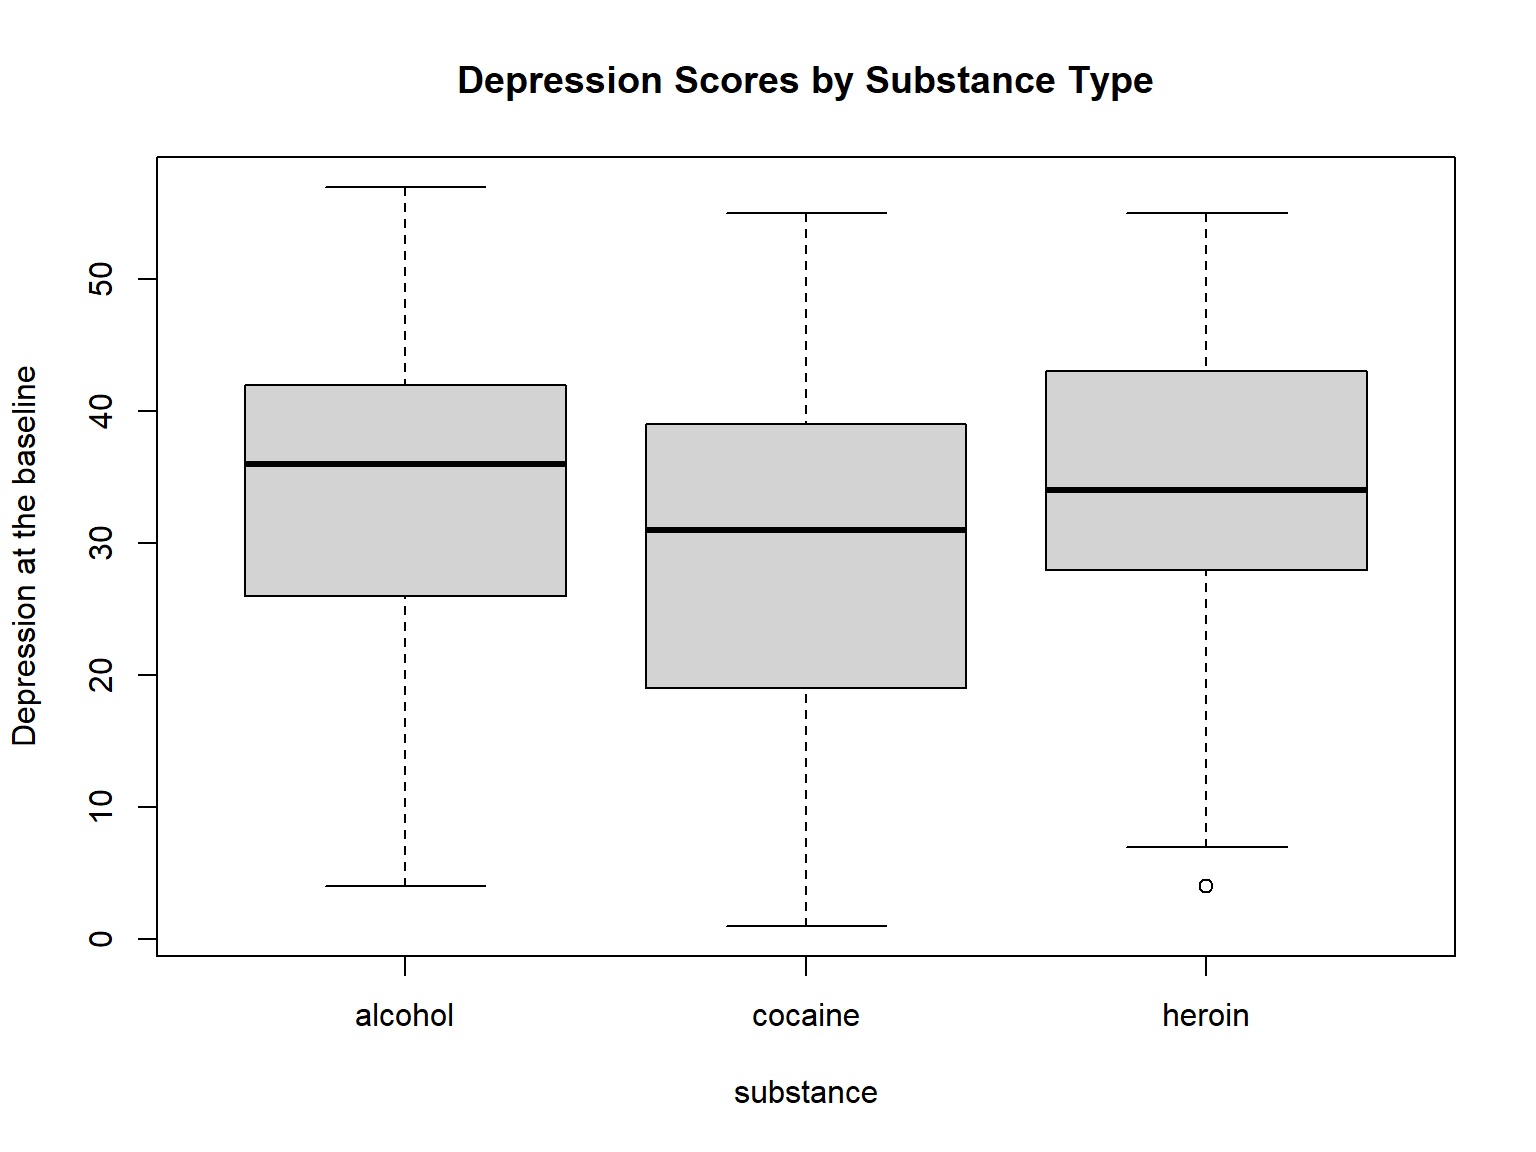 Depression Scores by Substance Type
Depression at the baseline
50
40
30
20
10
0
alcohol cocaine heroin
substance